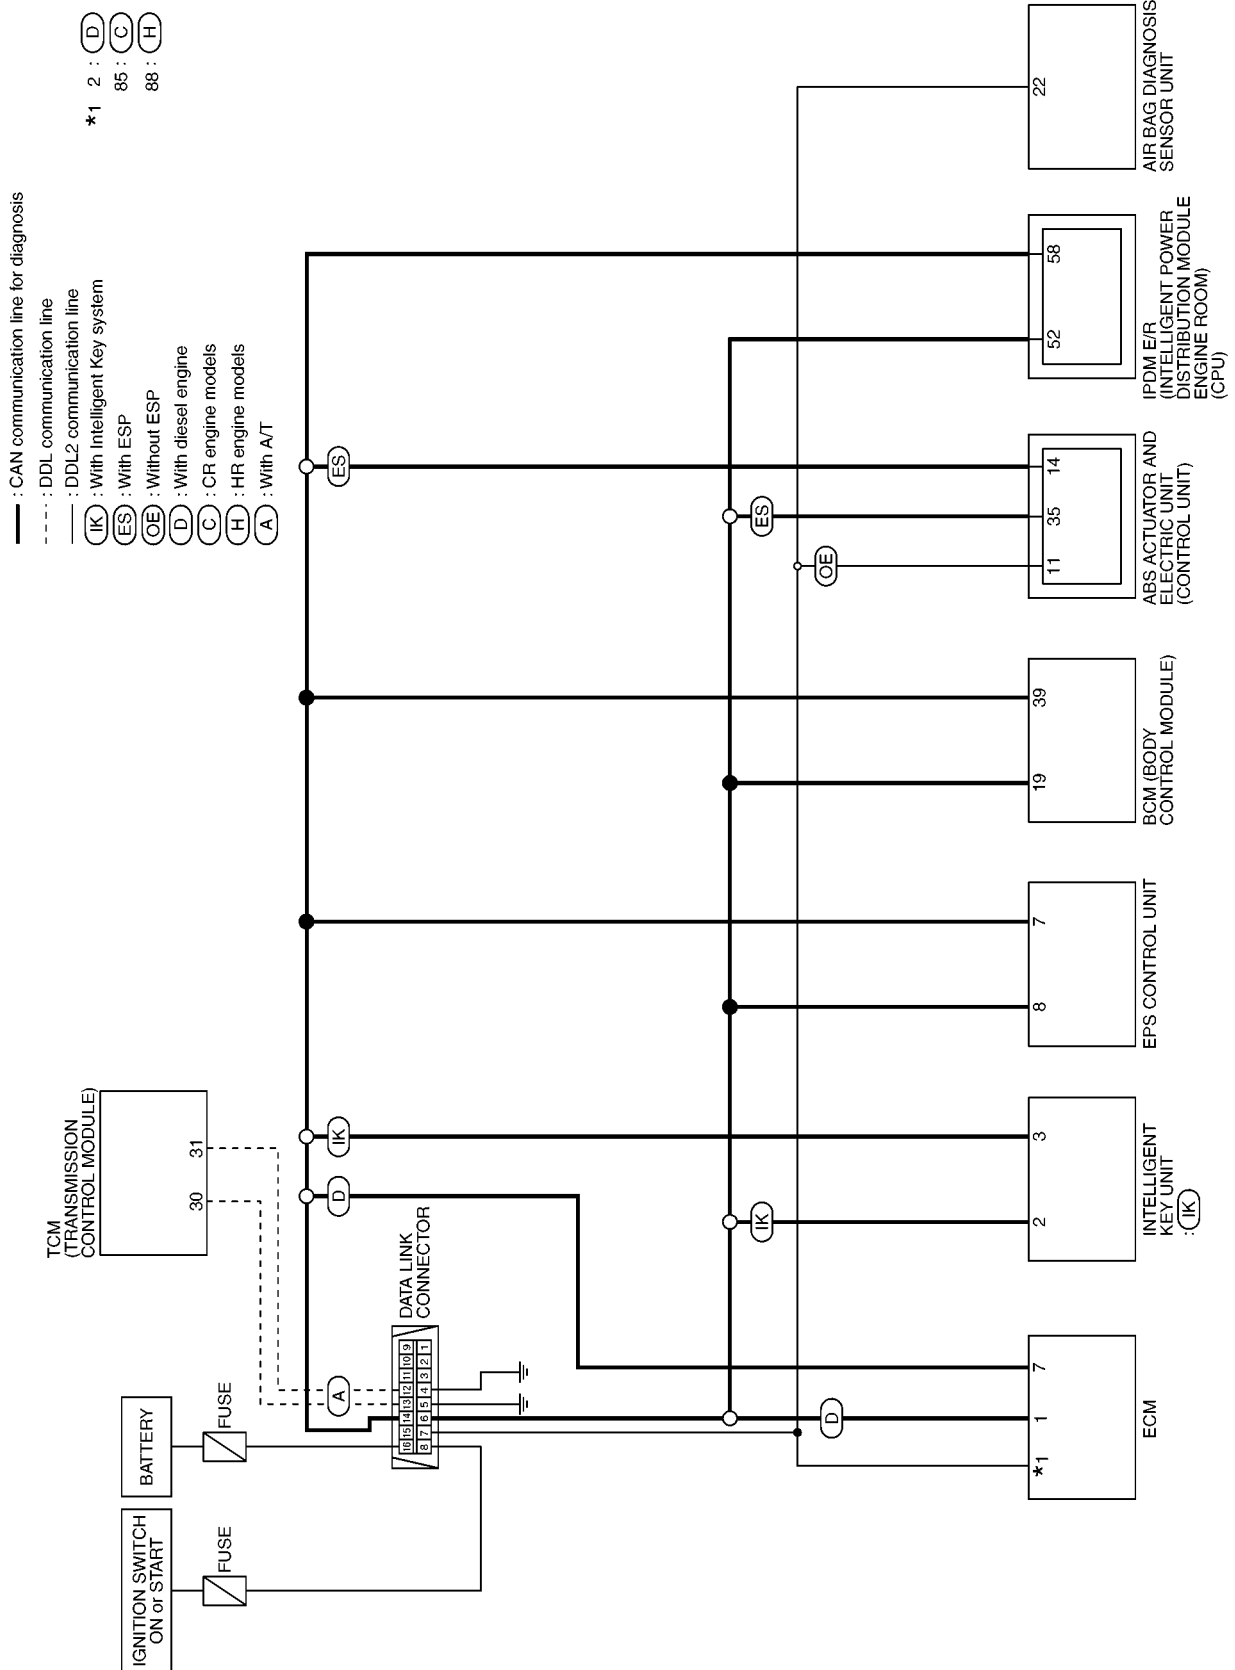 ━━ : CAN communication line for diagnosis
---- : DDL communication line
— : DDL2 communication line
IK : With Intelligent Key system
ES : With ESP
OE : Without ESP
D : With diesel engine
C : CR engine models
H : HR engine models
A : With A/T
*1 2 : D
85 : C
88 : H
IGNITION SWITCH
ON or START
FUSE
BATTERY
FUSE
TCM
(TRANSMISSION
CONTROL MODULE)
30
31
A
DATA LINK
CONNECTOR
16 15 14 13 12 11 10 9
8 7 6 5 4 3 2 1
D
IK
ES
IK
ES
D
OE
*1
1
7
ECM
2
3
INTELLIGENT
KEY UNIT
: IK
8
7
EPS CONTROL UNIT
19
39
BCM (BODY
CONTROL MODULE)
11
35
14
ABS ACTUATOR AND
ELECTRIC UNIT
(CONTROL UNIT)
52
58
IPDM E/R
(INTELLIGENT POWER
DISTRIBUTION MODULE
ENGINE ROOM)
(CPU)
22
AIR BAG DIAGNOSIS
SENSOR UNIT